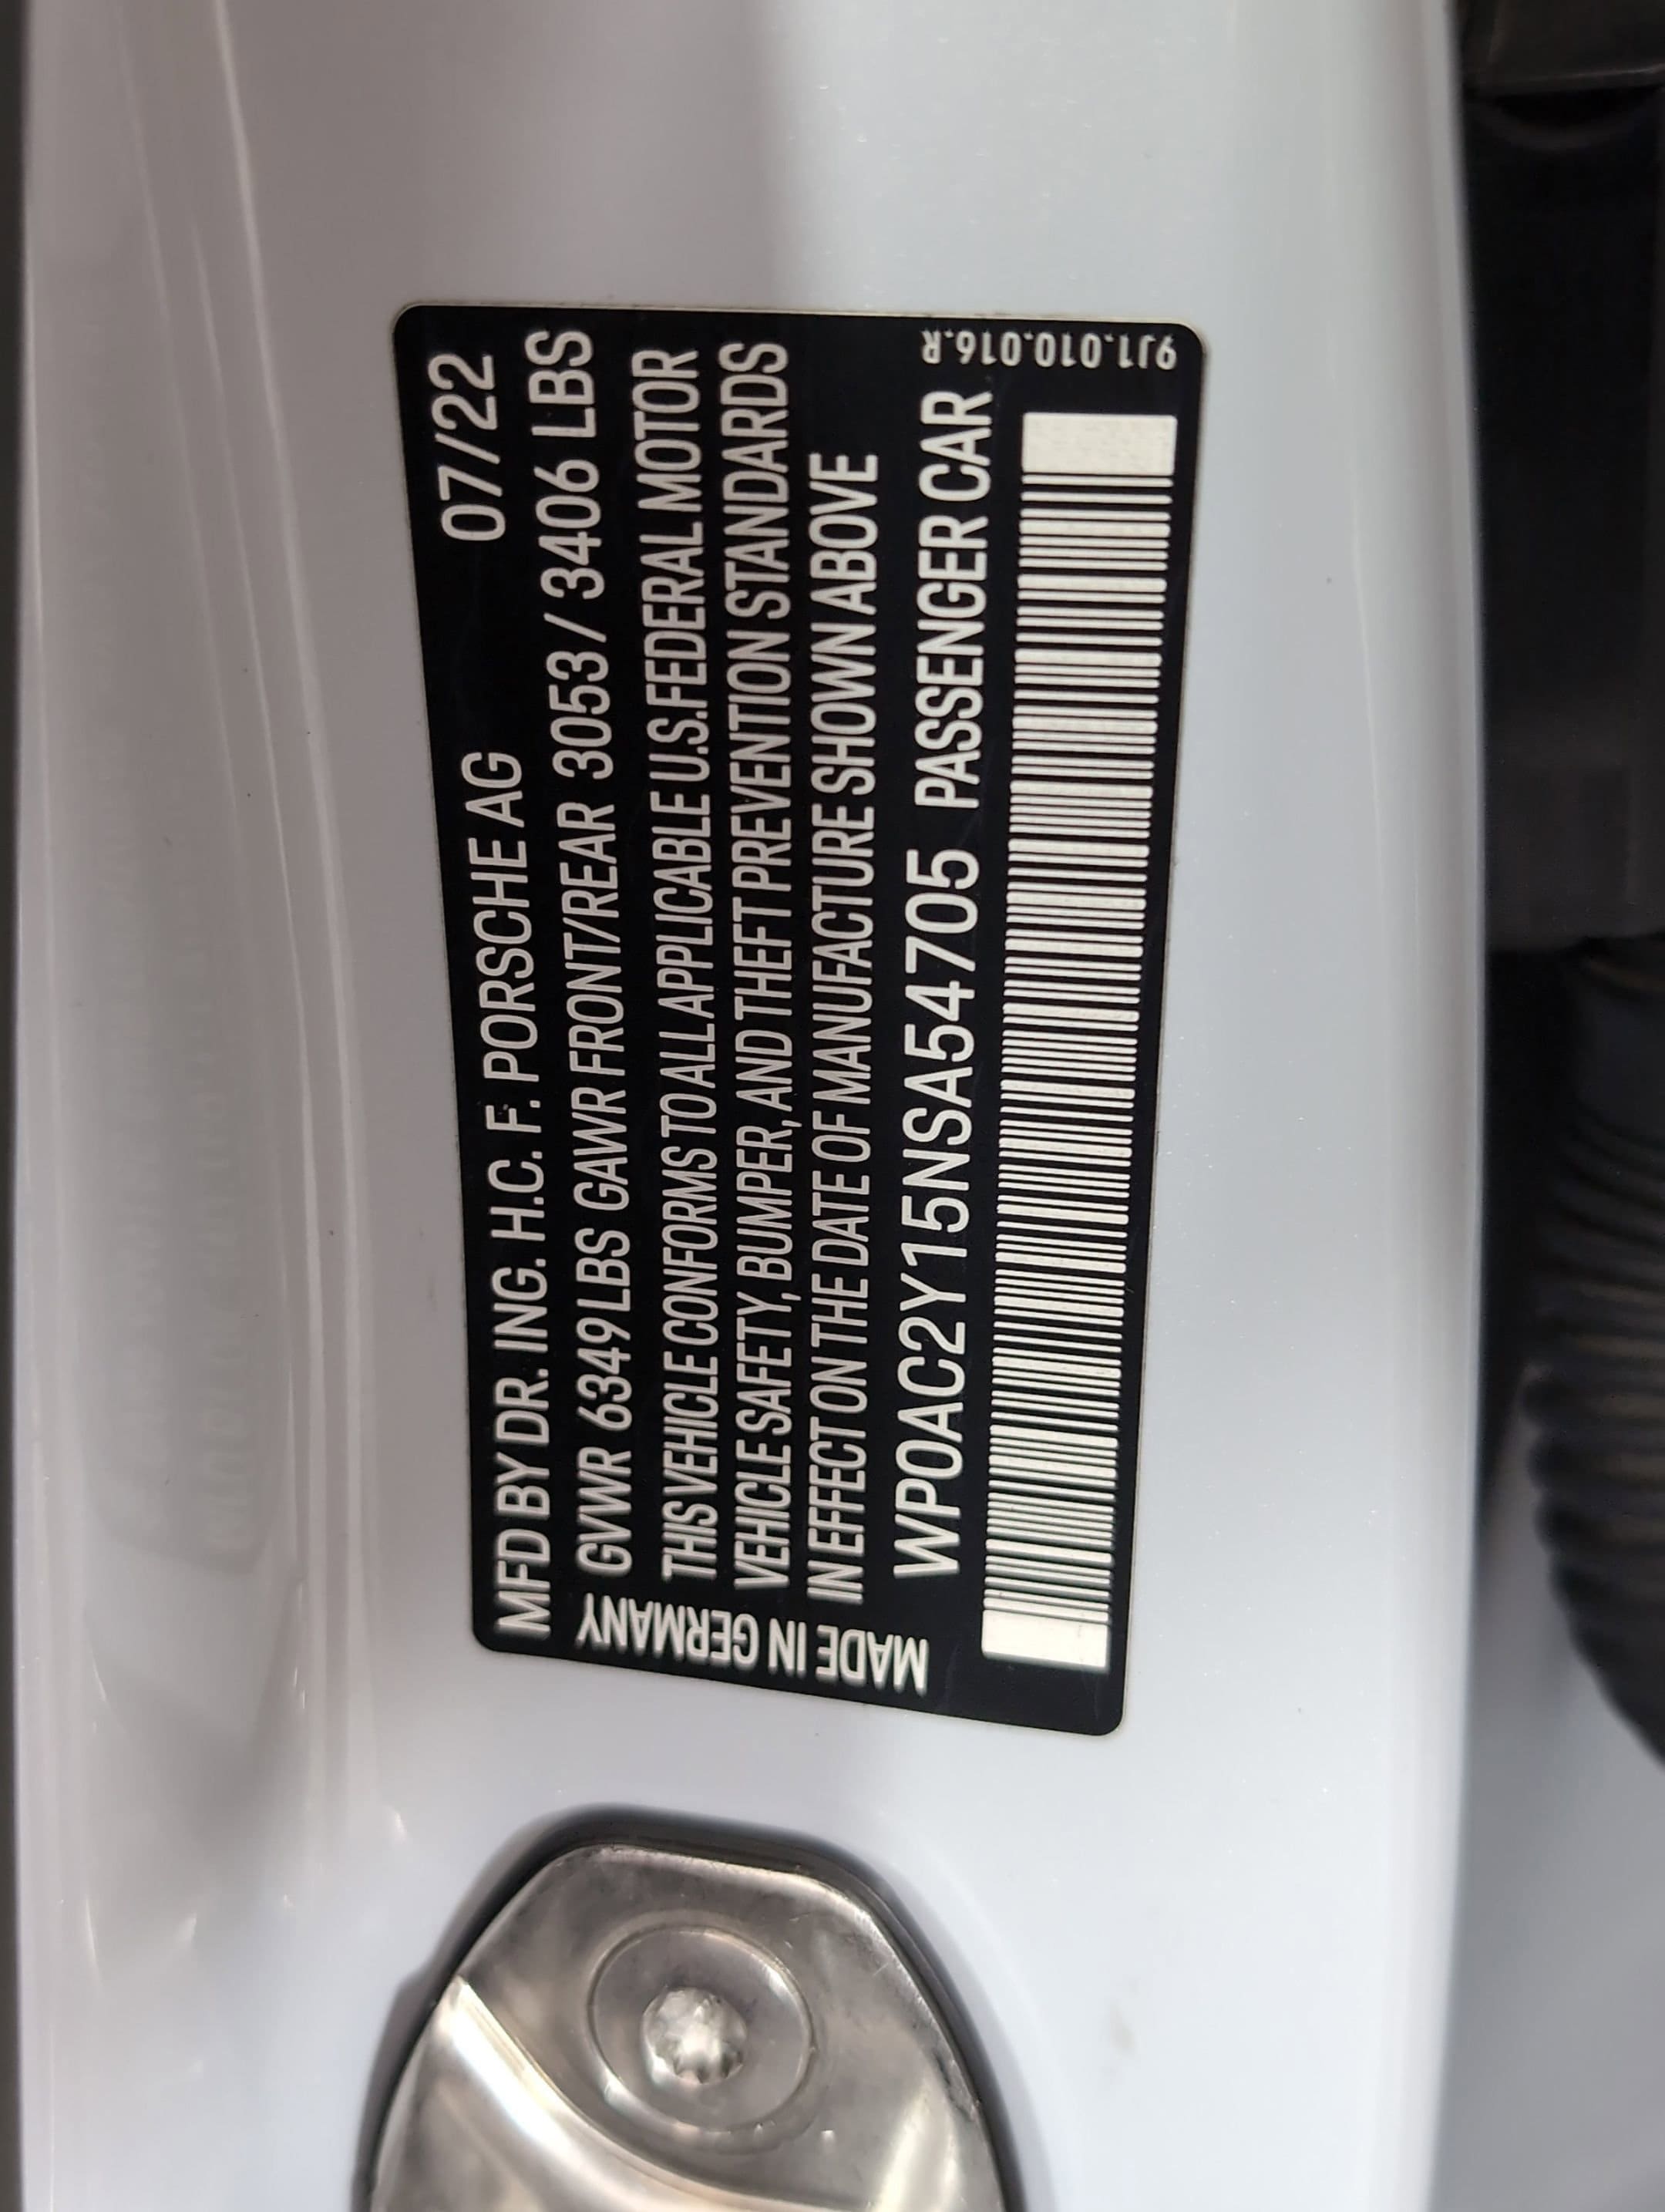 MFD BY DR. ING. H.C. F. PORSCHE AG 07/22
GVWR 6349 LBS GAWR FRONT/REAR 3053 / 3406 LBS
THIS VEHICLE CONFORMS TO ALL APPLICABLE U.S.FEDERAL MOTOR
VEHICLE SAFETY, BUMPER, AND THEFT PREVENTION STANDARDS
IN EFFECT ON THE DATE OF MANUFACTURE SHOWN ABOVE
WP0AC2Y15NSA54705 PASSENGER CAR
MADE IN GERMANY
9J1.010.016.R